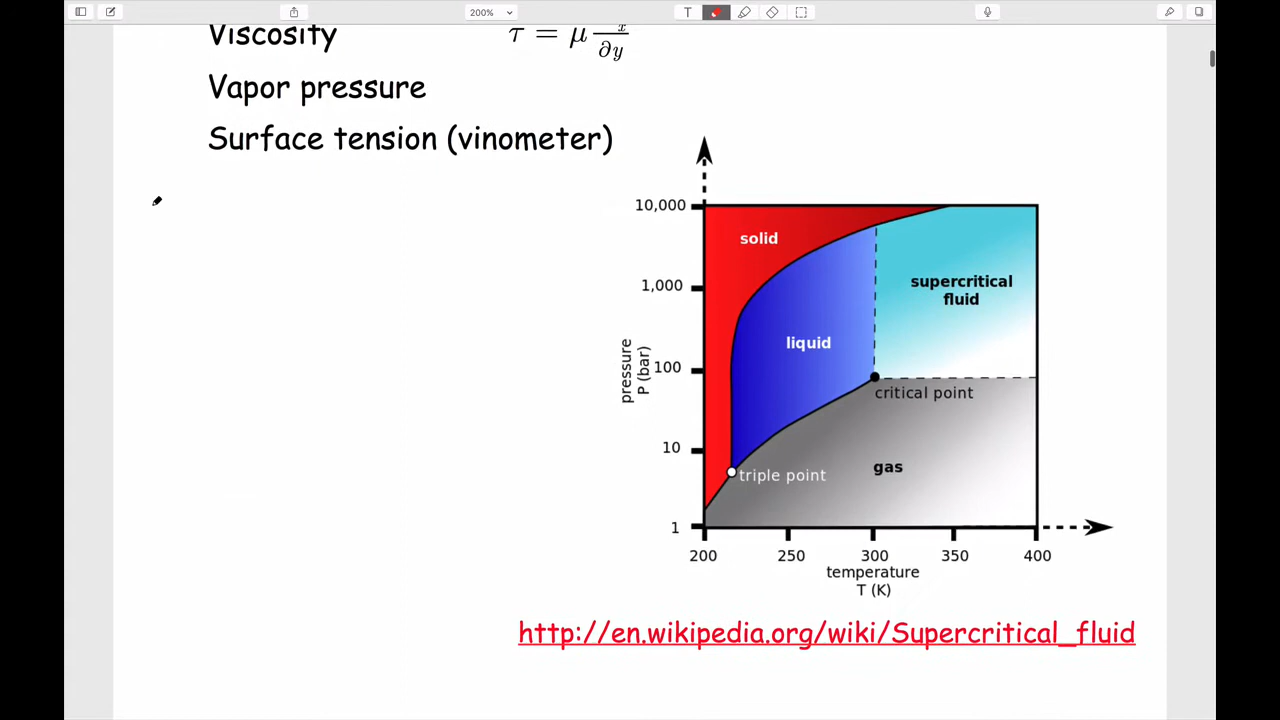 200%
T
Viscosity τ = μ x/∂y
Vapor pressure
Surface tension (vinometer)
10,000
1,000
100
10
1
pressure
P (bar)
solid
supercritical
fluid
liquid
critical point
gas
triple point
200 250 300 350 400
temperature
T (K)
http://en.wikipedia.org/wiki/Supercritical_fluid